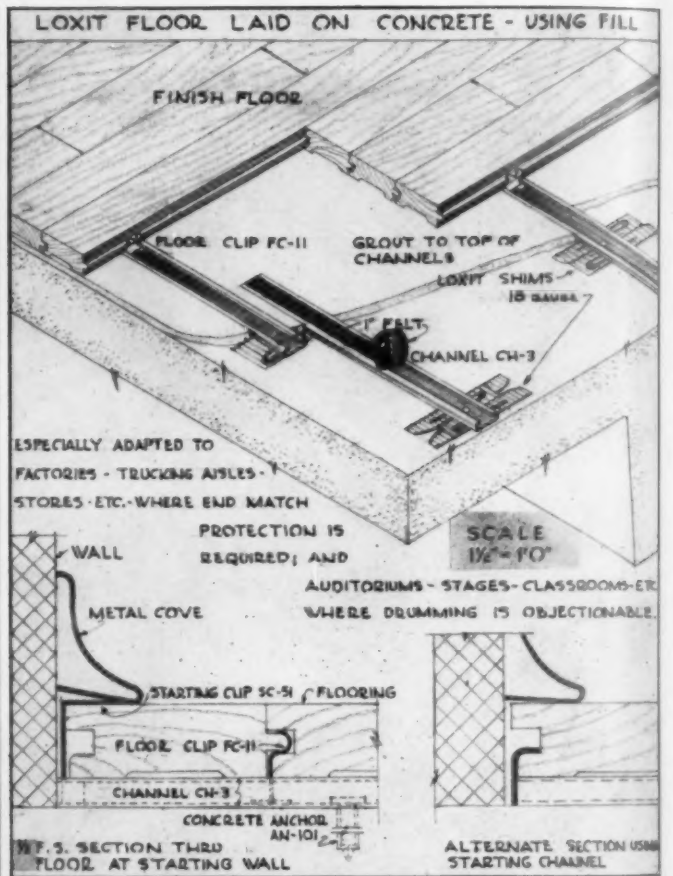 LOXIT FLOOR LAID ON CONCRETE - USING FILL
FINISH FLOOR
FLOOR CLIP FC-11
GROUT TO TOP OF
CHANNELS
LOXIT SHIMS
18 GAUGE
1" FELT
CHANNEL CH-3
ESPECIALLY ADAPTED TO
FACTORIES - TRUCKING AISLES -
STORES - ETC. - WHERE END MATCH
PROTECTION IS
REQUIRED; AND
AUDITORIUMS - STAGES - CLASSROOMS - ETC
WHERE DRUMMING IS OBJECTIONABLE.
SCALE
1½" = 1'0"
WALL
METAL COVE
STARTING CLIP SC-51
FLOORING
FLOOR CLIP FC-11
CHANNEL CH-3
CONCRETE ANCHOR
AN-101
F.S. SECTION THRU
FLOOR AT STARTING WALL
ALTERNATE SECTION USING
STARTING CHANNEL